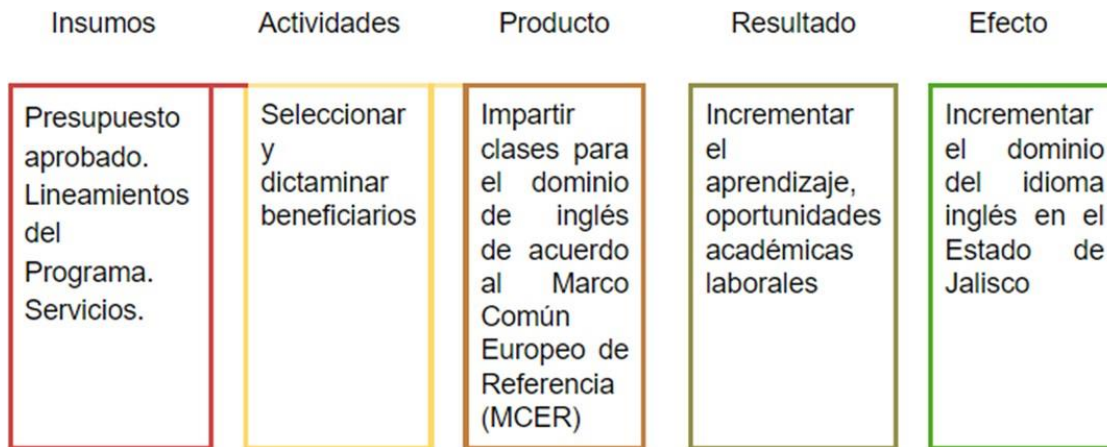 Insumos
Actividades
Producto
Resultado
Efecto
Presupuesto
aprobado.
Lineamientos
del
Programa.
Servicios.
Seleccionar
y
dictaminar
beneficiarios
Impartir
clases para
el dominio
de inglés
de acuerdo
al Marco
Común
Europeo de
Referencia
(MCER)
Incrementar
el
aprendizaje,
oportunidades
académicas
laborales
Incrementar
el dominio
del idioma
inglés en el
Estado de
Jalisco